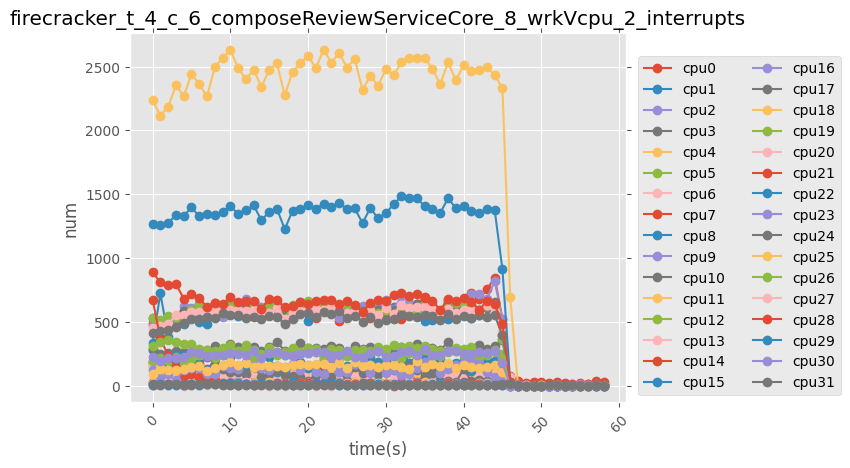 firecracker_t_4_c_6_composeReviewServiceCore_8_wrkVcpu_2_interrupts
num
2500
2000
1500
1000
500
0
0 10 20 30 40 50 60
time(s)
cpu0 cpu16
cpu1 cpu17
cpu2 cpu18
cpu3 cpu19
cpu4 cpu20
cpu5 cpu21
cpu6 cpu22
cpu7 cpu23
cpu8 cpu24
cpu9 cpu25
cpu10 cpu26
cpu11 cpu27
cpu12 cpu28
cpu13 cpu29
cpu14 cpu30
cpu15 cpu31